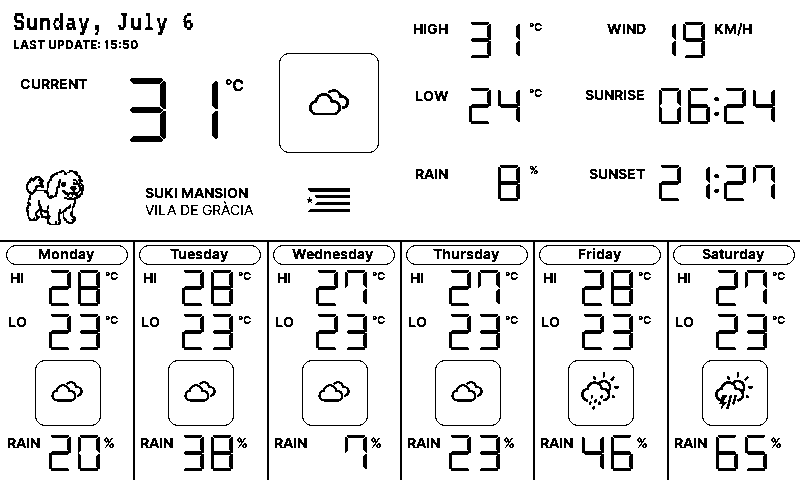 Sunday, July 6
LAST UPDATE: 15:50
CURRENT 31 °C
SUKI MANSION
VILA DE GRÀCIA
HIGH 31 °C
LOW 24 °C
RAIN 8 %
WIND 19 KM/H
SUNRISE 06:24
SUNSET 21:27
Monday
HI 28 °C
LO 23 °C
RAIN 20 %
Tuesday
HI 28 °C
LO 23 °C
RAIN 38 %
Wednesday
HI 27 °C
LO 23 °C
RAIN 7 %
Thursday
HI 27 °C
LO 23 °C
RAIN 23 %
Friday
HI 28 °C
LO 23 °C
RAIN 46 %
Saturday
HI 27 °C
LO 23 °C
RAIN 65 %